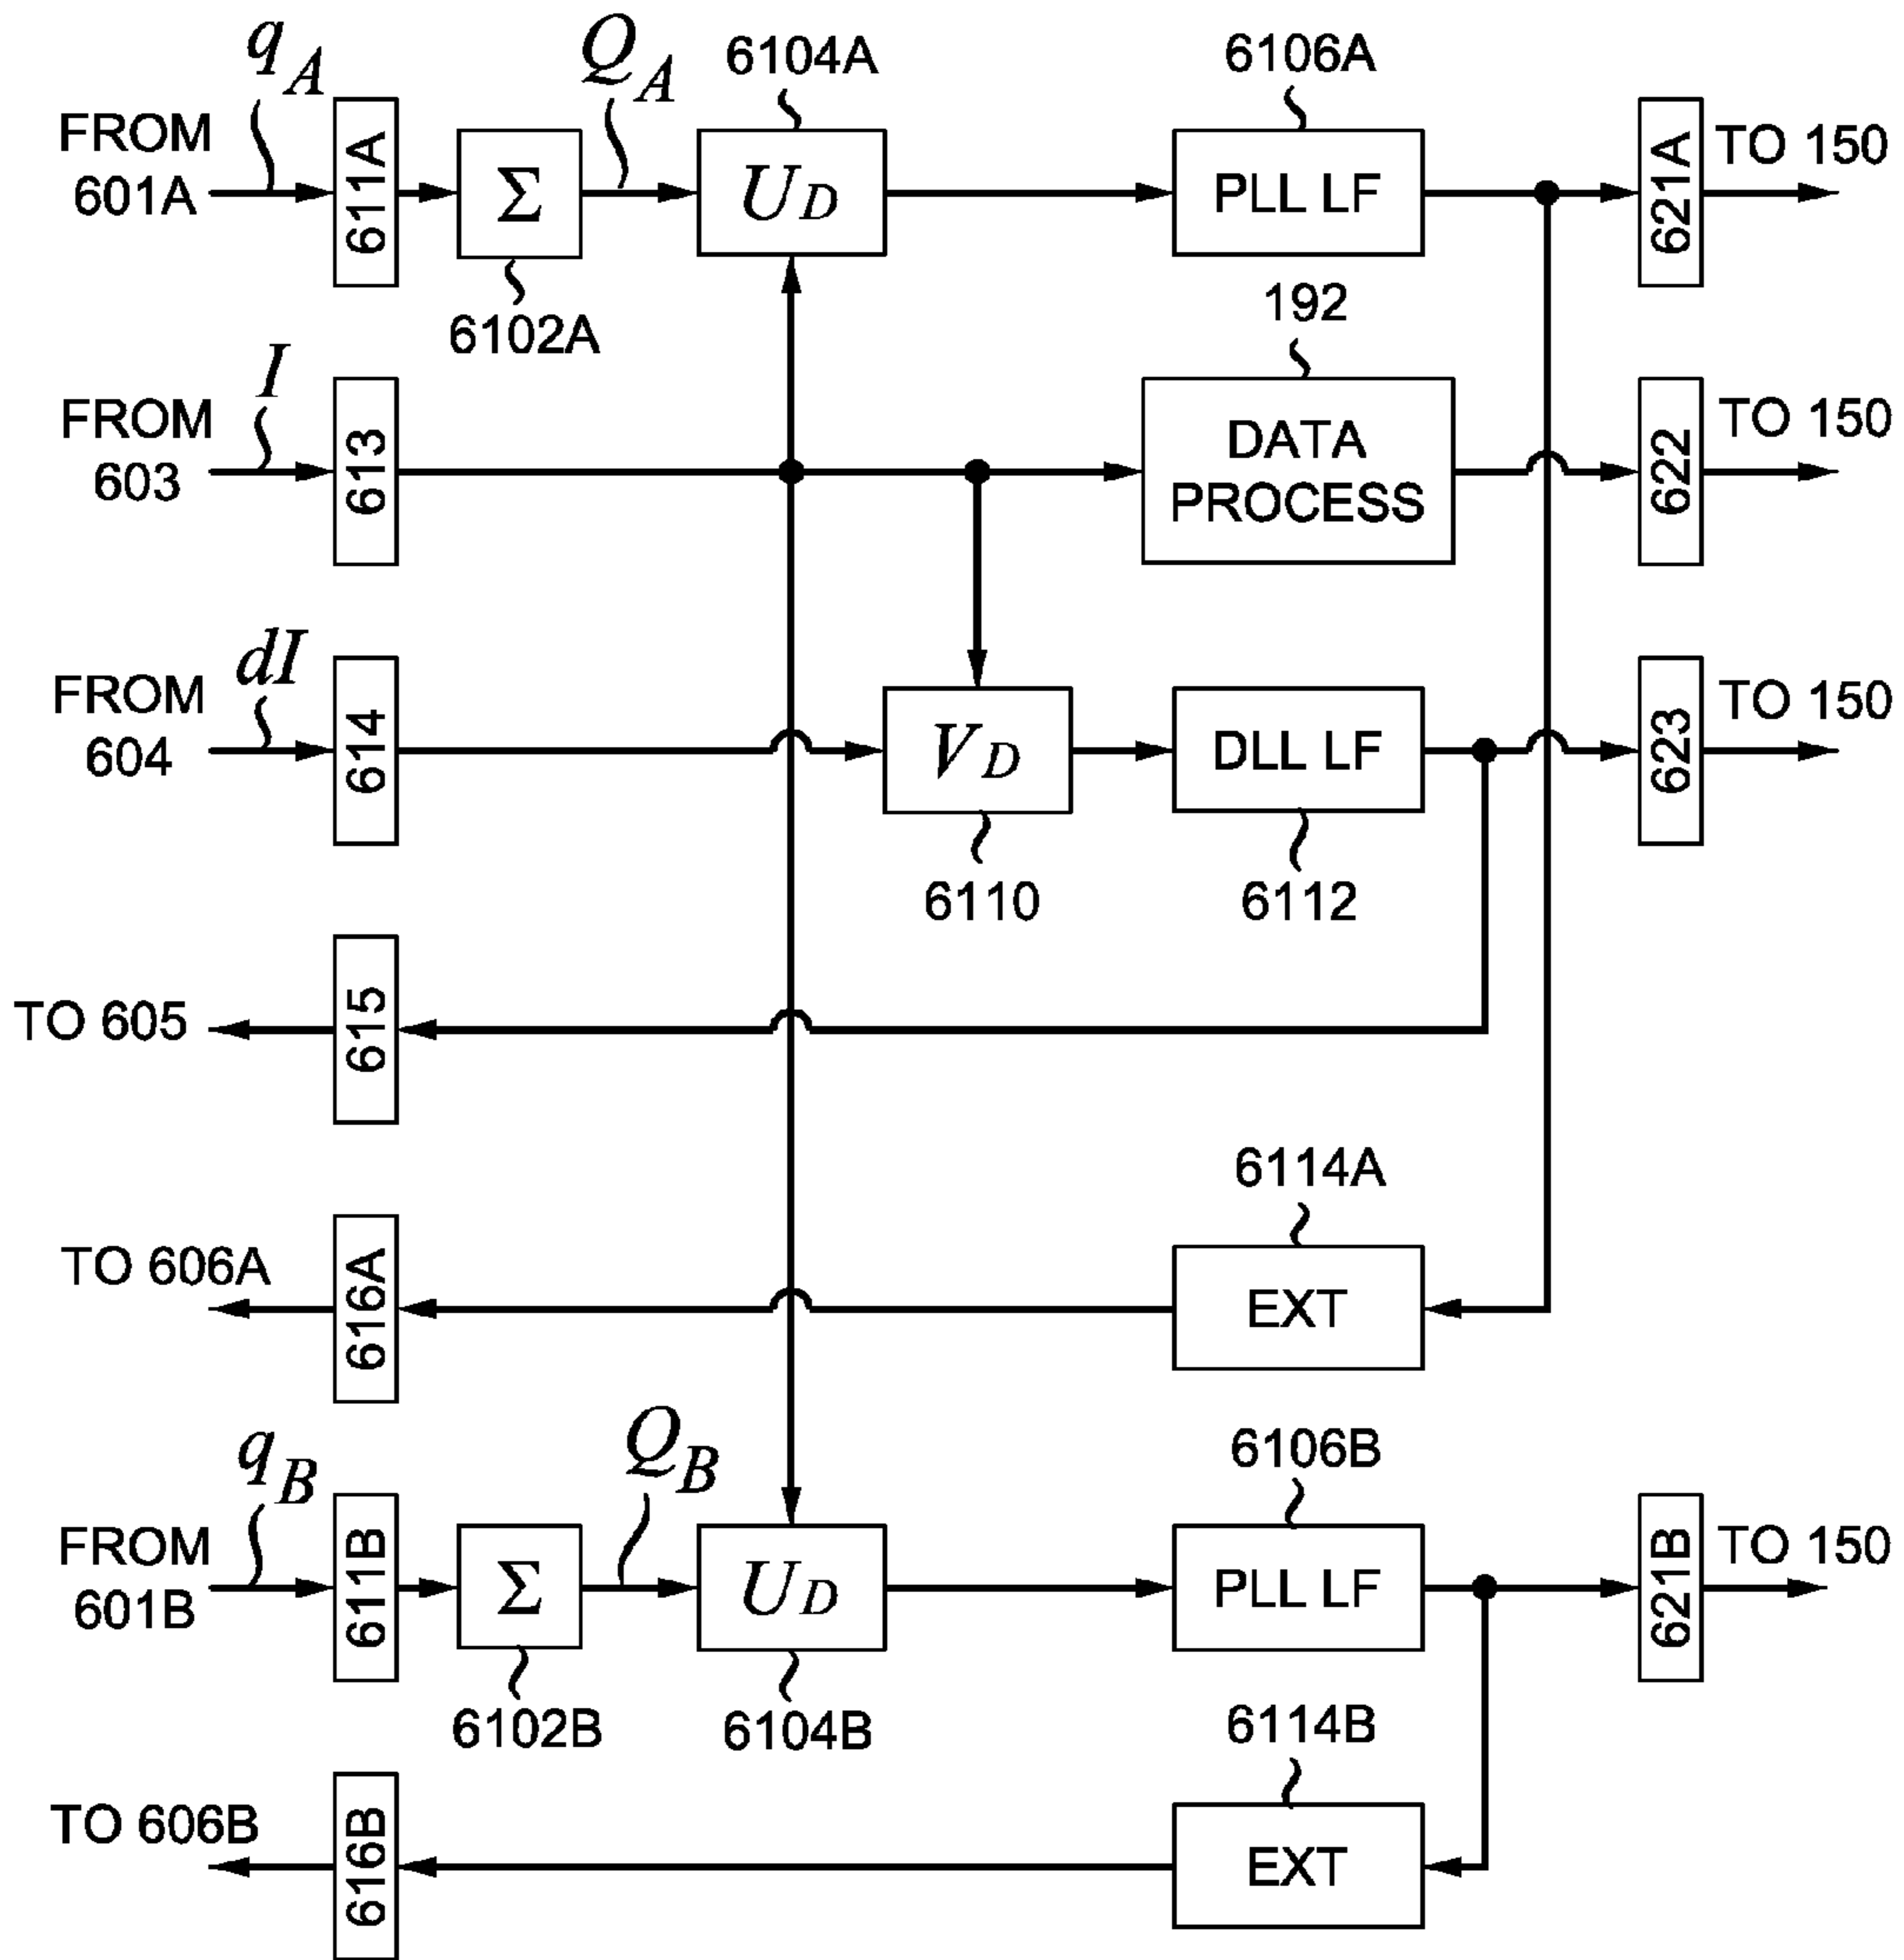 q_A
Q_A
6104A
6106A
FROM
601A
611A
Σ
U_D
PLL LF
621A
TO 150
6102A
192
I
FROM
603
613
DATA
PROCESS
622
TO 150
dI
FROM
604
614
V_D
DLL LF
623
TO 150
6110
6112
TO 605
615
6114A
TO 606A
616A
EXT
q_B
Q_B
6106B
FROM
601B
611B
Σ
U_D
PLL LF
621B
TO 150
6102B
6104B
6114B
TO 606B
616B
EXT